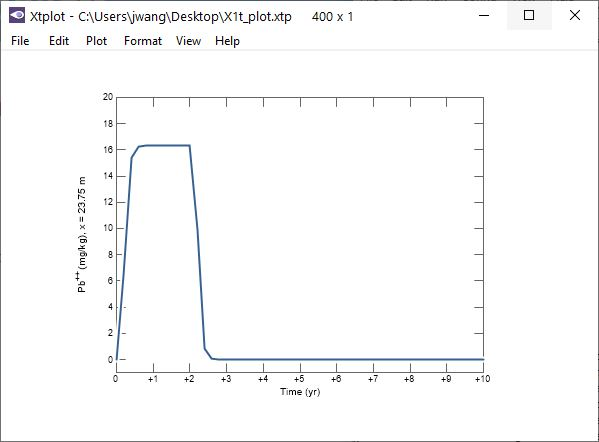 Xtplot - C:\Users\jwang\Desktop\X1t_plot.xtp 400 x 1
File Edit Plot Format View Help
20
18
16
14
12
10
8
6
4
2
0
Pb++ (mg/kg), x = 23.75 m
0 +1 +2 +3 +4 +5 +6 +7 +8 +9 +10
Time (yr)